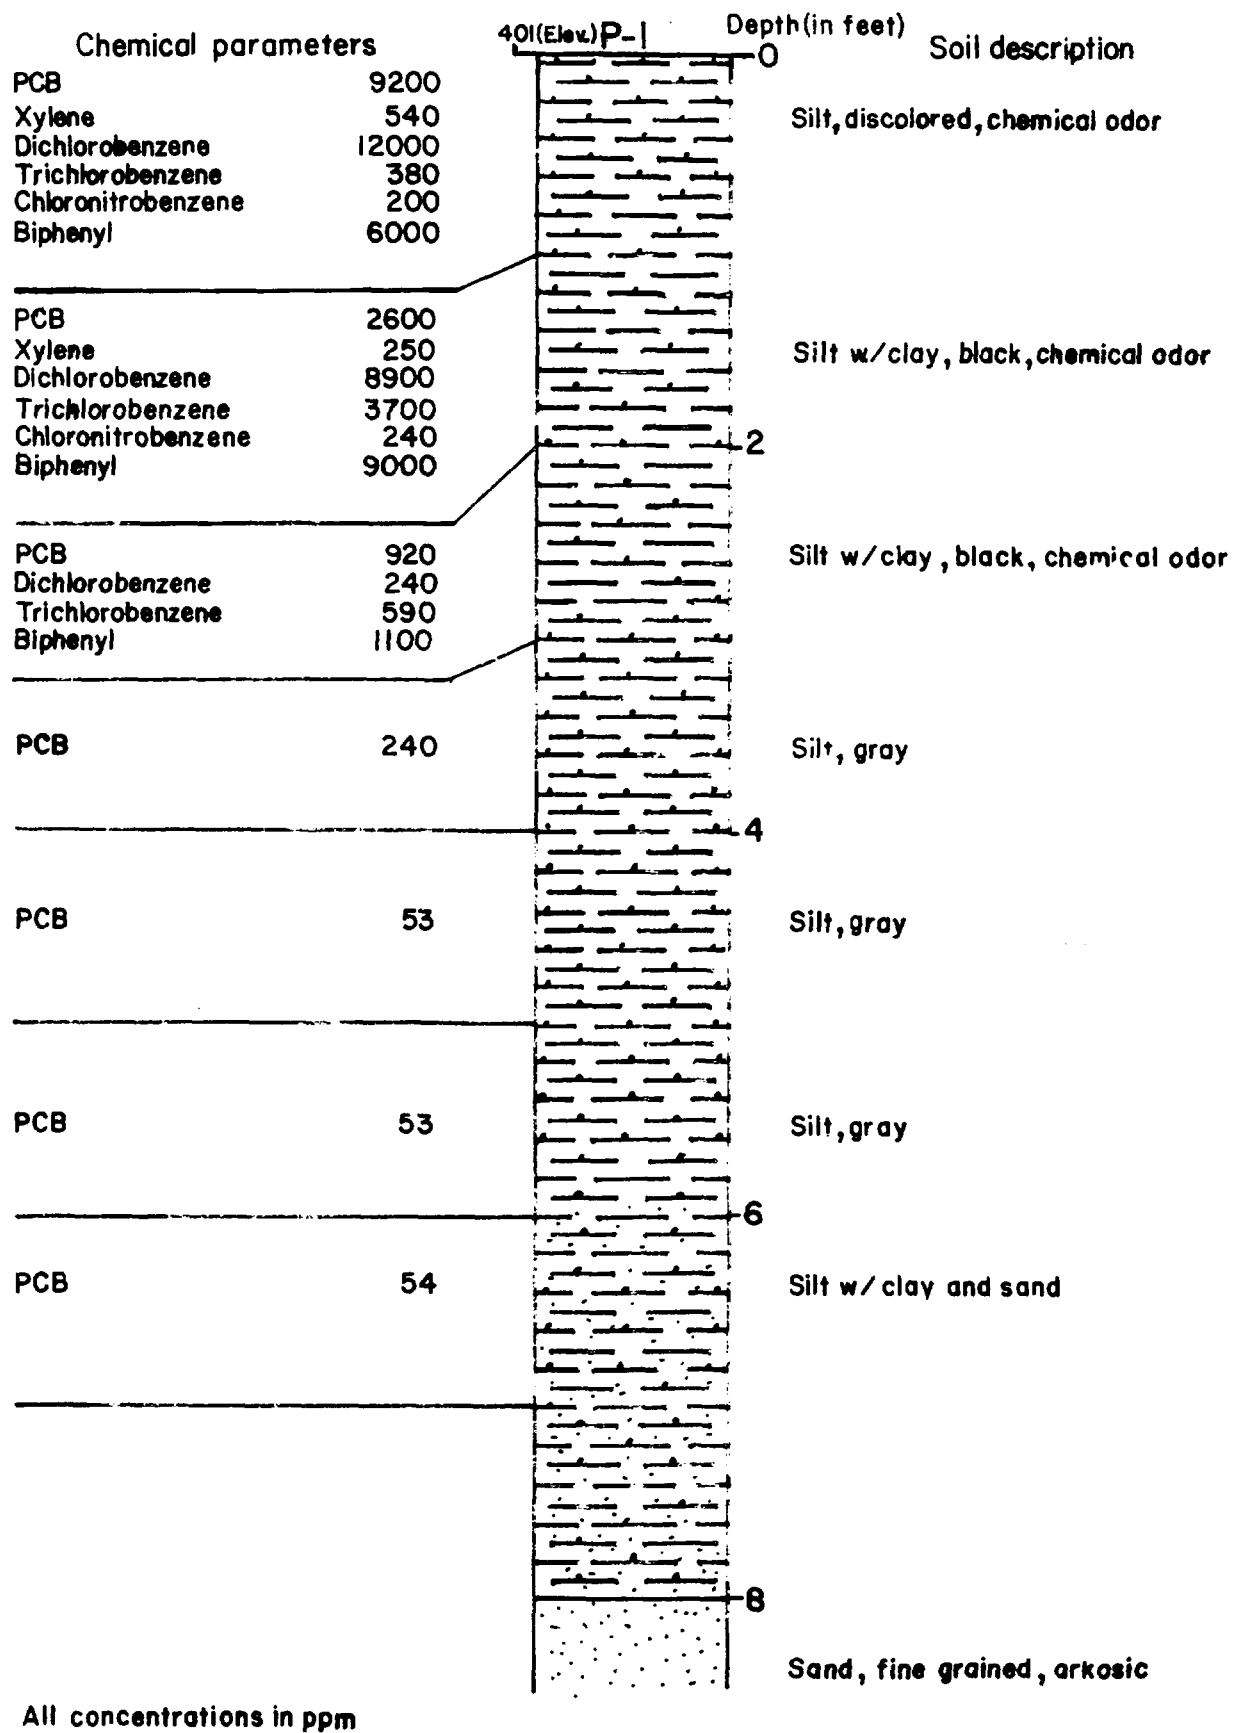 401(Elev.) P-1 Depth(in feet)
Chemical parameters Soil description
0
PCB 9200
Xylene 540
Silt, discolored, chemical odor
Dichlorobenzene 12000
Trichlorobenzene 380
Chloronitrobenzene 200
Biphenyl 6000
PCB 2600
Xylene 250
Silt w/clay, black, chemical odor
Dichlorobenzene 8900
Trichlorobenzene 3700
Chloronitrobenzene 240
2
Biphenyl 9000
PCB 920
Silt w/clay, black, chemical odor
Dichlorobenzene 240
Trichlorobenzene 590
Biphenyl 1100
PCB 240
Silt, gray
4
PCB 53
Silt, gray
PCB 53
Silt, gray
6
PCB 54
Silt w/clay and sand
8
Sand, fine grained, arkosic
All concentrations in ppm